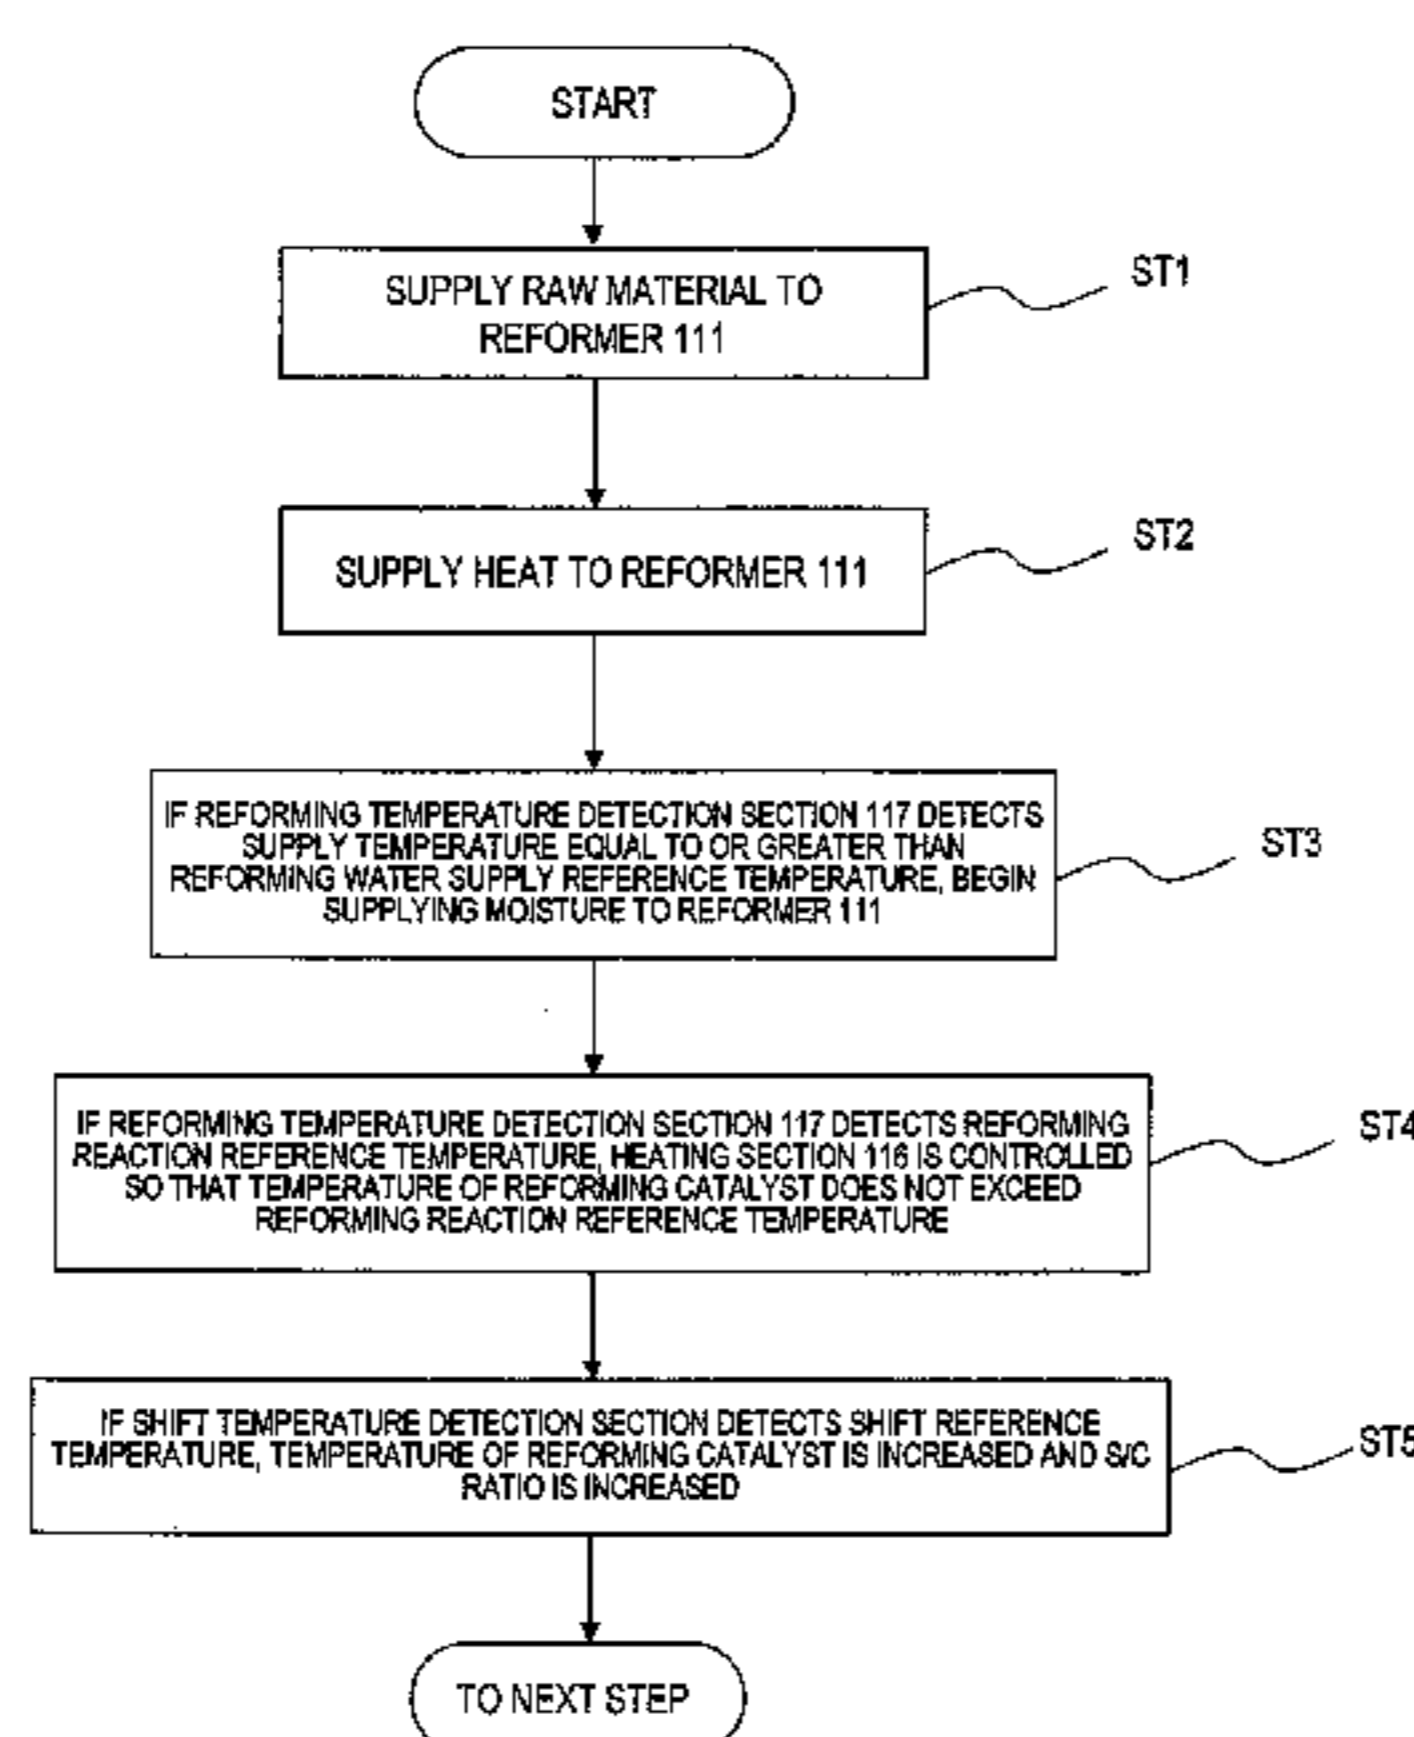 START
SUPPLY RAW MATERIAL TO
REFORMER 111
ST1
SUPPLY HEAT TO REFORMER 111
ST2
IF REFORMING TEMPERATURE DETECTION SECTION 117 DETECTS
SUPPLY TEMPERATURE EQUAL TO OR GREATER THAN
REFORMING WATER SUPPLY REFERENCE TEMPERATURE, BEGIN
SUPPLYING MOISTURE TO REFORMER 111
ST3
IF REFORMING TEMPERATURE DETECTION SECTION 117 DETECTS REFORMING
REACTION REFERENCE TEMPERATURE, HEATING SECTION 116 IS CONTROLLED
SO THAT TEMPERATURE OF REFORMING CATALYST DOES NOT EXCEED
REFORMING REACTION REFERENCE TEMPERATURE
ST4
IF SHIFT TEMPERATURE DETECTION SECTION DETECTS SHIFT REFERENCE
TEMPERATURE, TEMPERATURE OF REFORMING CATALYST IS INCREASED AND S/C
RATIO IS INCREASED
ST5
TO NEXT STEP